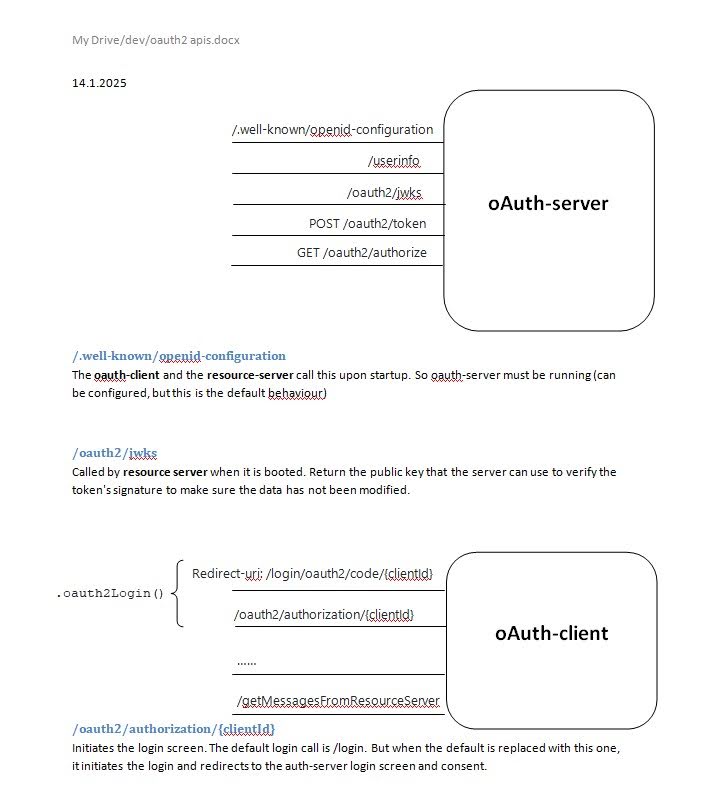 My Drive/dev/oauth2 apis.docx
14.1.2025
/.well-known/openid-configuration
/userinfo
/oauth2/jwks
POST /oauth2/token
GET /oauth2/authorize
oAuth-server
/.well-known/openid-configuration
The oauth-client and the resource-server call this upon startup. So oauth-server must be running (can
be configured, but this is the default behaviour)
/oauth2/jwks
Called by resource server when it is booted. Return the public key that the server can use to verify the
token's signature to make sure the data has not been modified.
.oauth2Login()
Redirect-uri: /login/oauth2/code/{clientId}
/oauth2/authorization/{clientId}
......
/getMessagesFromResourceServer
oAuth-client
/oauth2/authorization/{clientId}
Initiates the login screen. The default login call is /login. But when the default is replaced with this one,
it initiates the login and redirects to the auth-server login screen and consent.